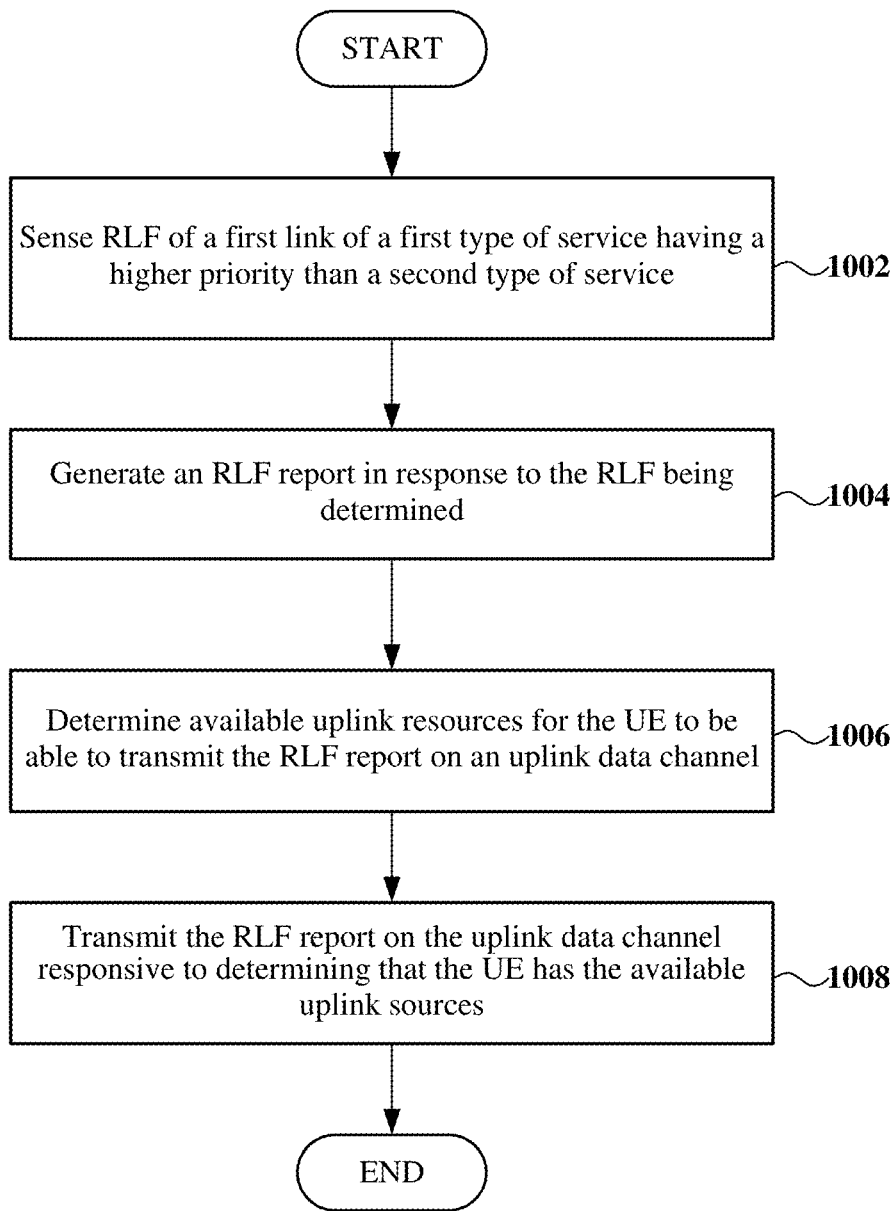 START
Sense RLF of a first link of a first type of service having a
higher priority than a second type of service
1002
Generate an RLF report in response to the RLF being
determined
1004
Determine available uplink resources for the UE to be
able to transmit the RLF report on an uplink data channel
1006
Transmit the RLF report on the uplink data channel
responsive to determining that the UE has the available
uplink sources
1008
END